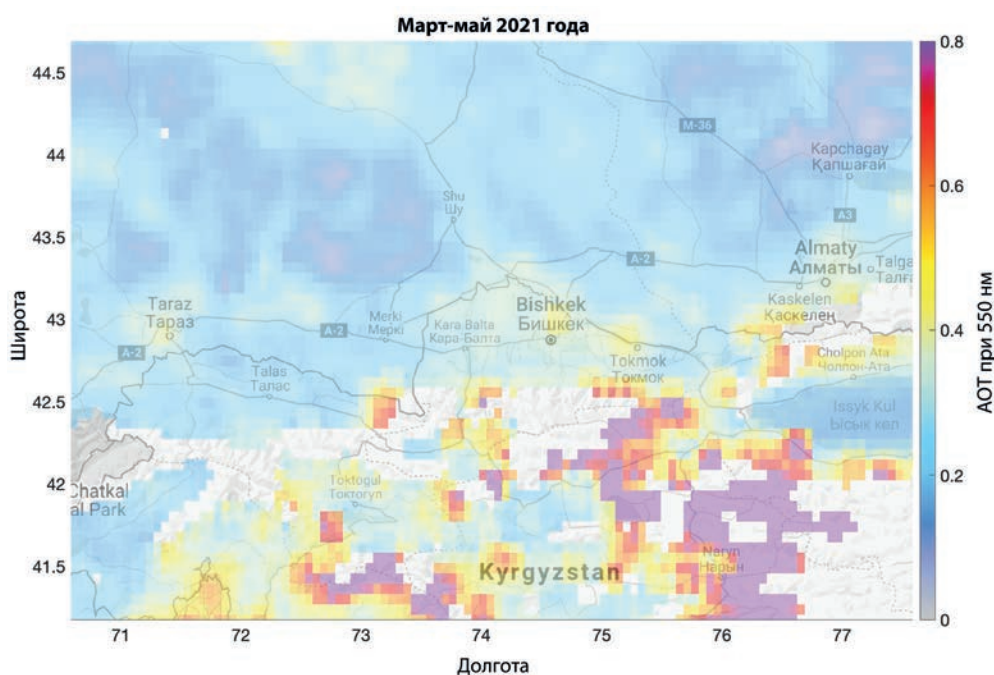 Март-май 2021 года
44.5
44
43.5
43
42.5
42
41.5
Широта
71
72
73
74
75
76
77
Долгота
0.8
0.6
0.4
0.2
0
АОТ при 550 нм
М-36
Kapchagay
Қапшағай
Shu
Шу
A3
A-2
Almaty
Алматы
Talga
Талғ
Kaskelen
Қаскелең
Taraz
Тараз
Merki
Меркі
A-2
Kara Balta
Кара-Балта
Bishkek
Бишкек
A-2
Tokmok
Токмок
Cholpon Ata
Чолпон-Ата
Talas
Талас
Issyk Kul
Ысык көл
Chatkal
al Park
Toktogul
Токтогул
Naryn
Нарын
Kyrgyzstan